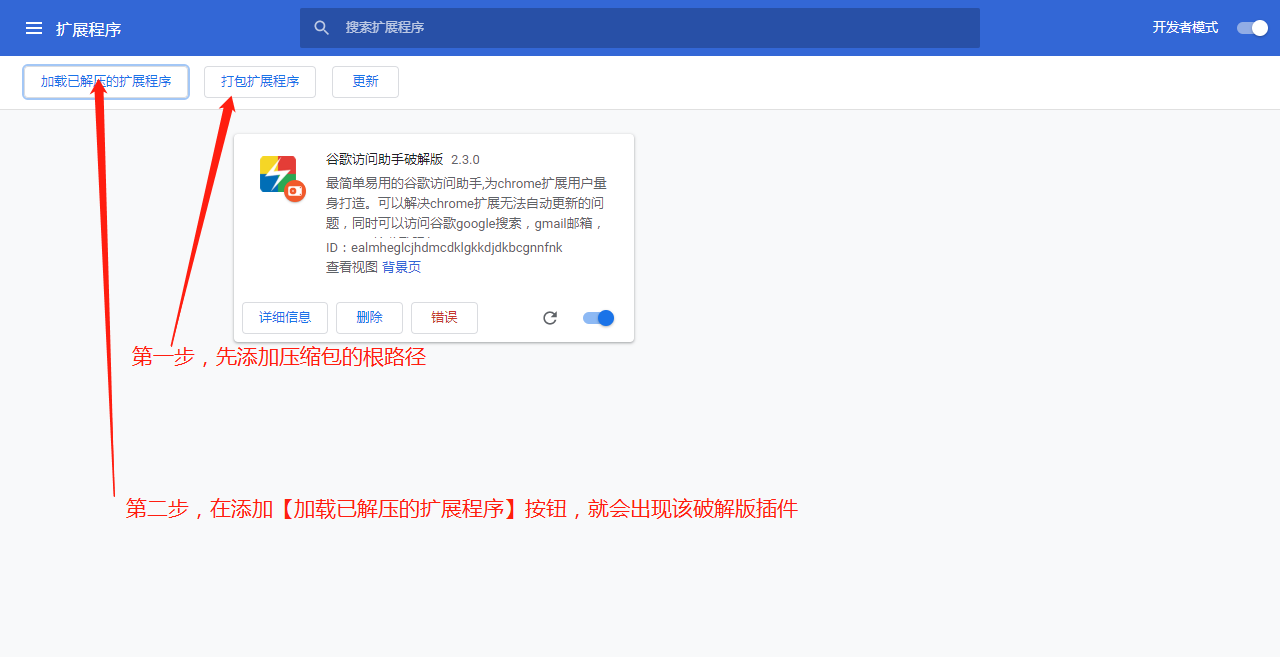 扩展程序
搜索扩展程序
开发者模式
加载已解压的扩展程序
打包扩展程序
更新
谷歌访问助手破解版 2.3.0
最简单易用的谷歌访问助手,为chrome扩展用户量
身打造。可以解决chrome扩展无法自动更新的问
题，同时可以访问谷歌google搜索，gmail邮箱，
ID：ealmheglcjhdmcdklgkkdjdkbcgnnfnk
查看视图 背景页
详细信息
删除
错误
第一步，先添加压缩包的根路径
第二步，在添加【加载已解压的扩展程序】按钮，就会出现该破解版插件